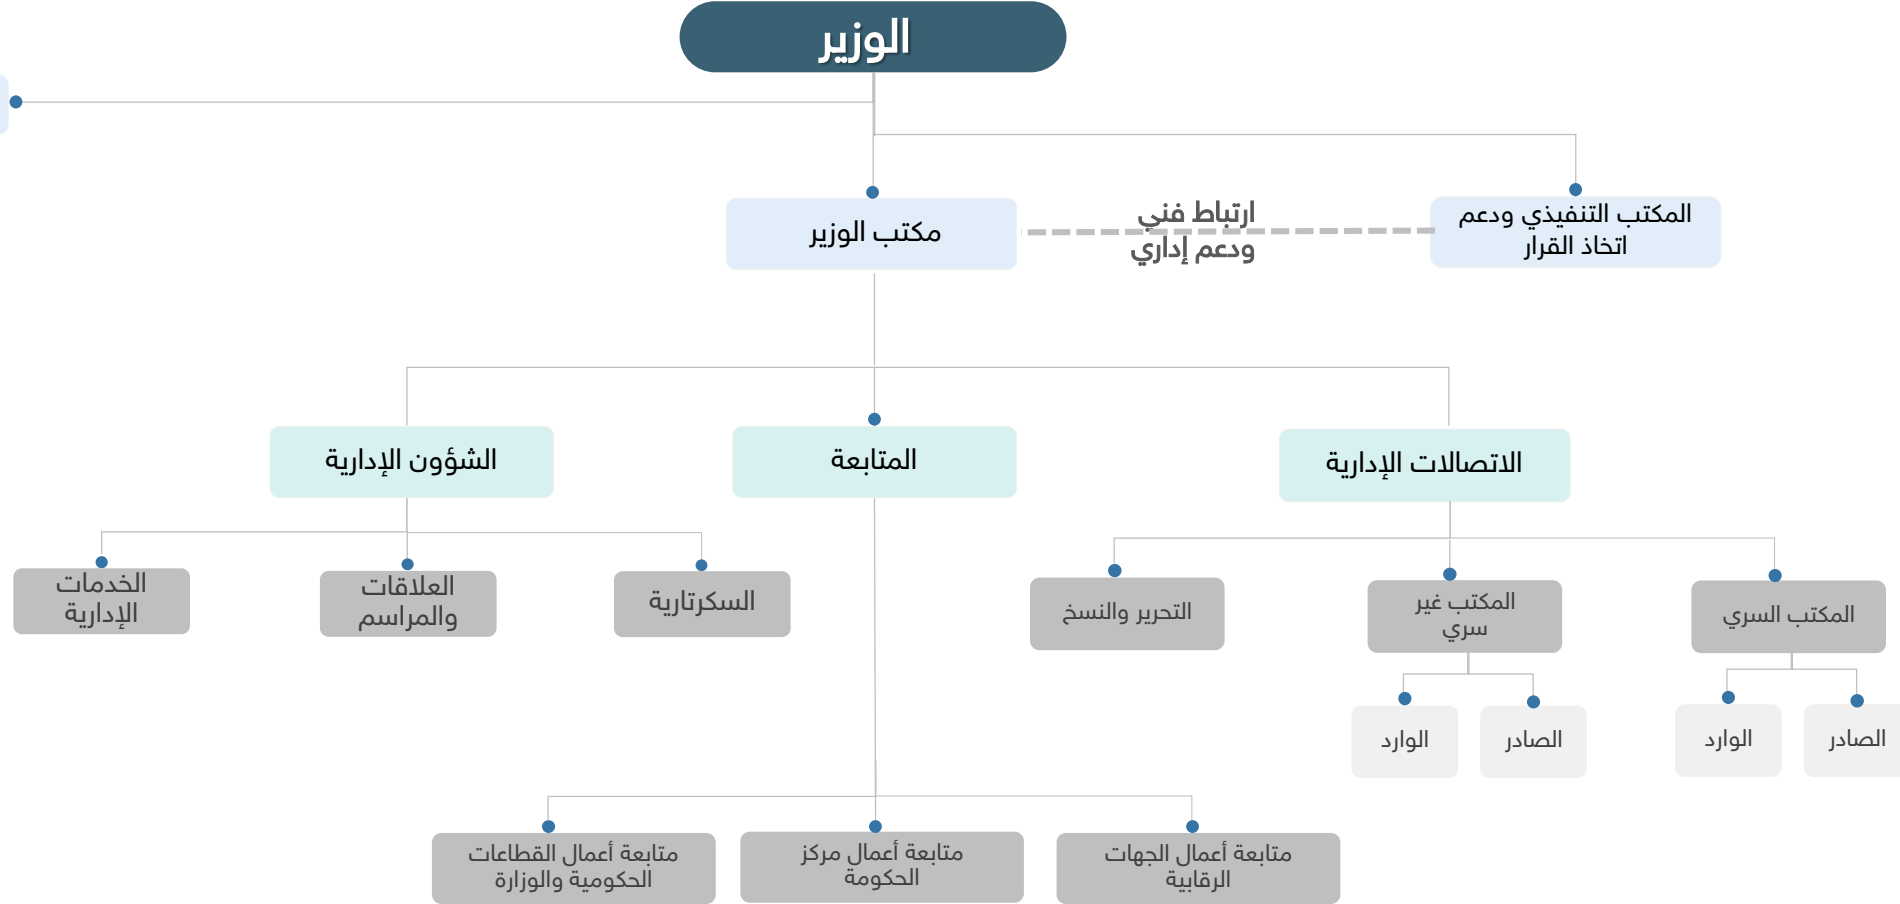 الوزير
المكتب التنفيذي ودعم
اتخاذ القرار
ارتباط فني
ودعم إداري
مكتب الوزير
الاتصالات الإدارية
المتابعة
الشؤون الإدارية
المكتب السري
المكتب غير
سري
التحرير والنسخ
السكرتارية
العلاقات
والمراسم
الخدمات
الإدارية
الصادر
الوارد
الصادر
الوارد
متابعة أعمال الجهات
الرقابية
متابعة أعمال مركز
الحكومة
متابعة أعمال القطاعات
الحكومية والوزارة